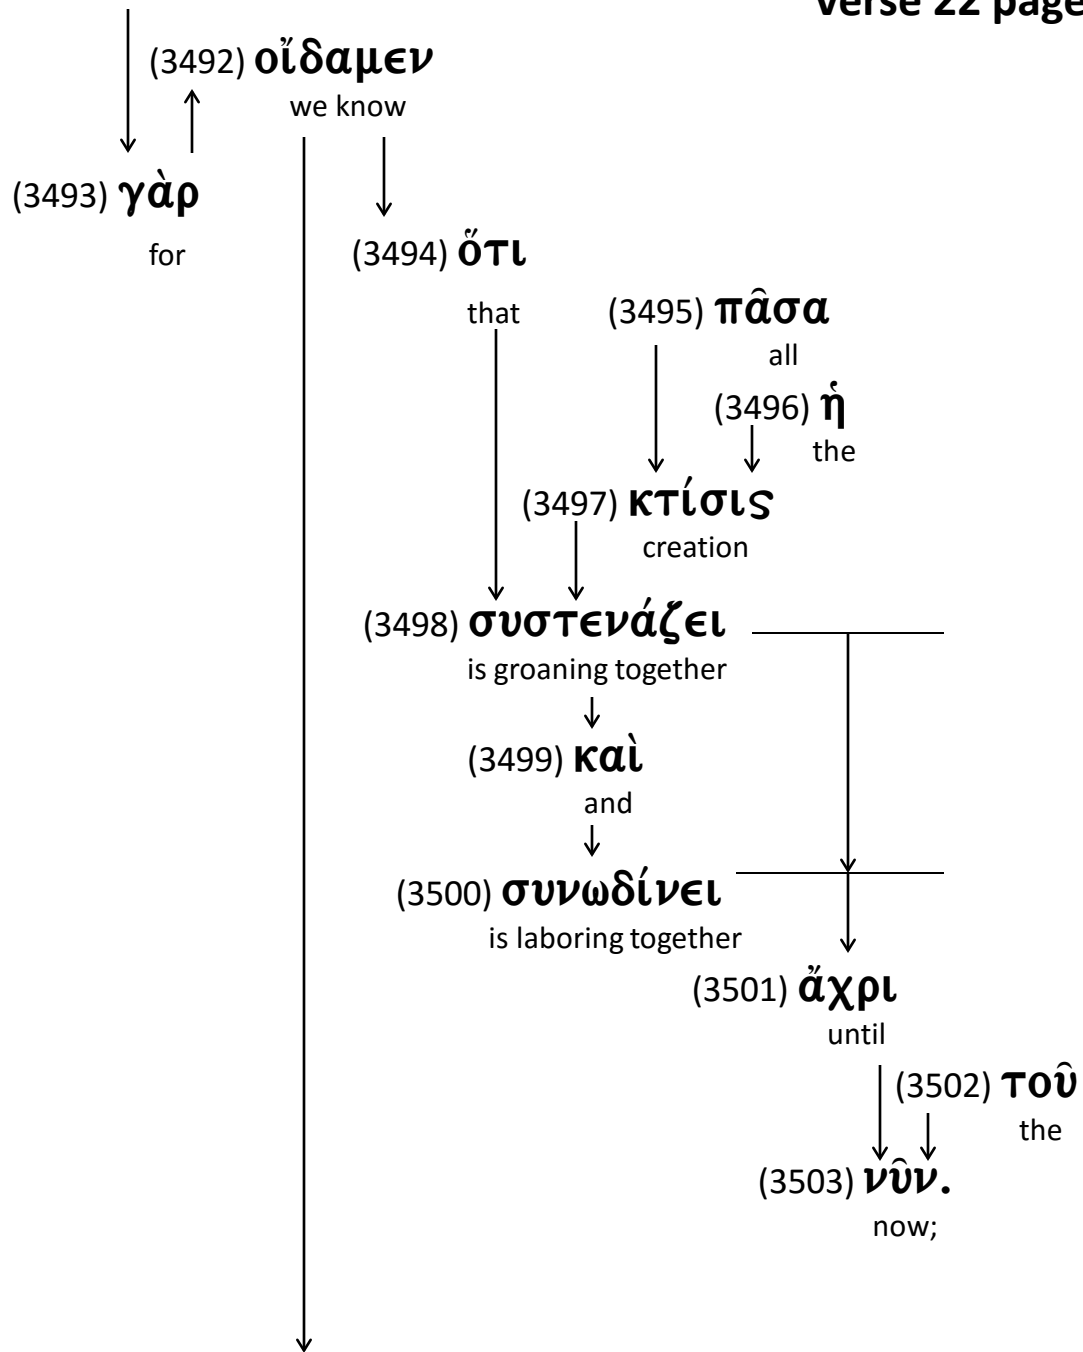 Verse 22 page
(3492) οἴδαμεν
we know
(3493) γὰρ
for
(3494) ὅτι
that
(3495) πᾶσα
all
(3496) ἡ
the
(3497) κτίσις
creation
(3498) συστενάζει
is groaning together
(3499) καὶ
and
(3500) συνωδίνει
is laboring together
(3501) ἄχρι
until
(3502) τοῦ
the
(3503) νῦν.
now;